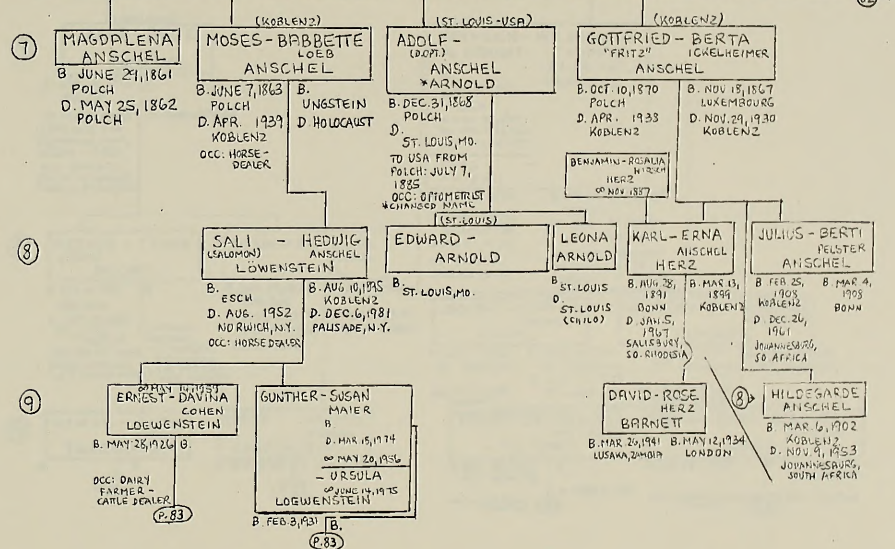 82
(KOBLENZ)
(ST. LOUIS-USA)
(KOBLENZ)
7
MAGDALENA
ANSCHEL
B JUNE 29,1861
POLCH
D. MAY 25, 1862
POLCH
MOSES - BABBETTE
LOEB
ANSCHEL
B. JUNE 7,1863
POLCH
D. APR. 1939
KOBLENZ
OCC: HORSE-
DEALER
B.
UNGSTEIN
D. HOLOCAUST
ADOLF -
(D.OPT.)
ANSCHEL
*ARNOLD
B. DEC. 31, 1868
POLCH
D.
ST. LOUIS, MO.
TO USA FROM
POLCH: JULY 7,
1885
OCC: OPTOMETRIST
*CHANGED NAME
GOTTFRIED - BERTA
"FRITZ" ICKELHEIMER
ANSCHEL
B. OCT. 10,1870
POLCH
D. APR. 1938
KOBLENZ
B. NOV 18,1867
LUXEMBOURG
D. NOV. 29, 1930
KOBLENZ
BENJAMIN - ROSALIA
HIRSCH
HERZ
∞ NOV 1887
8
SALI - HEDWIG
(SALOMON) ANSCHEL
LÖWENSTEIN
B.
ESCH
D. AUG. 1952
NORWICH, N.Y.
OCC: HORSE DEALER
B. AUG 10, 1895
KOBLENZ
D. DEC. 6, 1981
PALISADE, N.Y.
(ST. LOUIS)
EDWARD -
ARNOLD
B. ST. LOUIS, MO.
LEONA
ARNOLD
B
ST. LOUIS
D.
ST. LOUIS
(CHILD)
KARL - ERNA
ANSCHEL
HERZ
B. AUG 28,
1891
BONN
D. JAN. 5,
1967
SALISBURY,
SO. RHODESIA
B. MAR 13,
1899
KOBLENZ
JULIUS - BERTI
PELSTER
ANSCHEL
B. FEB. 25,
1908
KOBLENZ
D. DEC. 26,
1961
JOHANNESBURG,
SO AFRICA
B. MAR 4,
1908
BONN
9
∞ MAY 14, 1959
ERNEST - DAVINA
COHEN
LOEWENSTEIN
B. MAY 28, 1926
B.
OCC: DAIRY
FARMER -
CATTLE DEALER
P.83
GUNTHER - SUSAN
MAIER
B
D. MAR 15, 1974
∞ MAY 20, 1956
- URSULA
∞ JUNE 14, 1975
LOEWENSTEIN
B FEB. 3, 1931
B.
P.83
DAVID - ROSE
HERZ
BARNETT
B. MAR. 26, 1941
LUSAKA, ZAMBIA
B. MAY 12, 1934
LONDON
8
HILDEGARDE
ANSCHEL
B. MAR. 6, 1902
KOBLENZ
D. NOV. 9, 1953
JOHANNESBURG,
SOUTH AFRICA